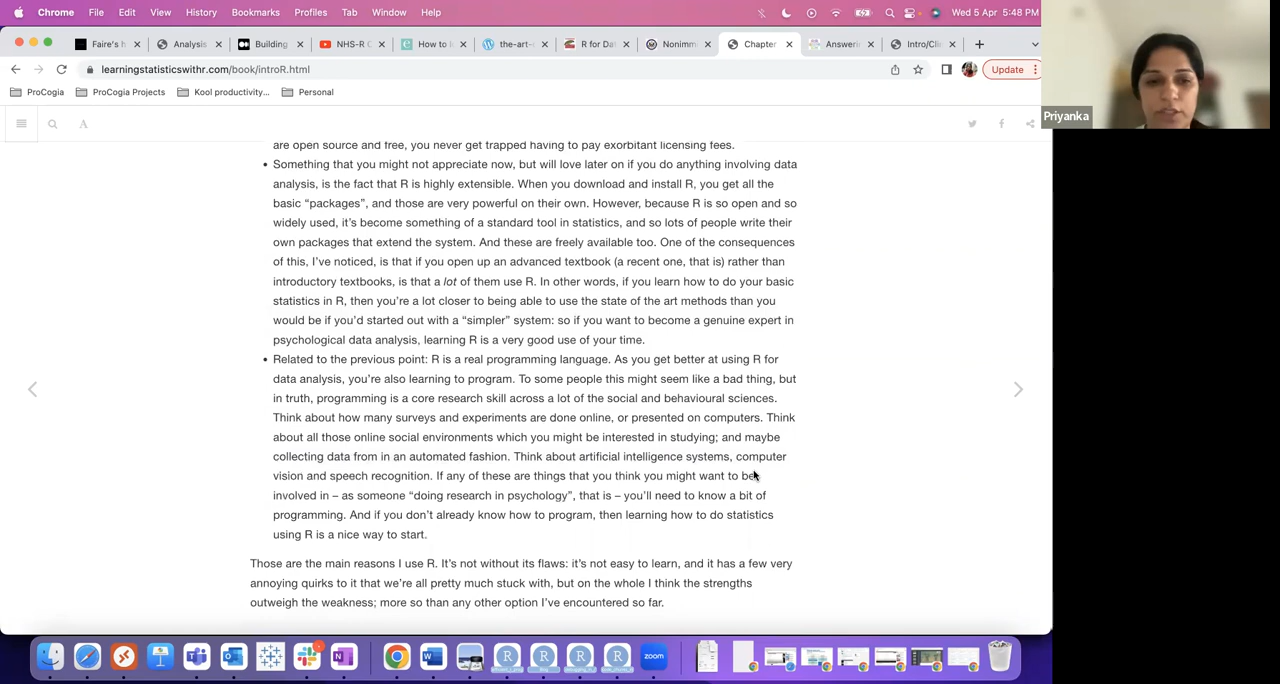 Chrome File Edit View History Bookmarks Profiles Tab Window Help
Wed 5 Apr 5:48 PM
Faire's h
Analysis
Building
NHS-R C
How to I
the-art-
R for Da
Nonimmi
Chapter
Answeri
Intro/Cli
learningstatisticswithr.com/book/introR.html
Update
ProCogia
ProCogia Projects
Kool productivity...
Personal
Priyanka
A
are open source and free, you never get trapped having to pay exorbitant licensing fees.
• Something that you might not appreciate now, but will love later on if you do anything involving data
analysis, is the fact that R is highly extensible. When you download and install R, you get all the
basic “packages”, and those are very powerful on their own. However, because R is so open and so
widely used, it’s become something of a standard tool in statistics, and so lots of people write their
own packages that extend the system. And these are freely available too. One of the consequences
of this, I’ve noticed, is that if you open up an advanced textbook (a recent one, that is) rather than
introductory textbooks, is that a lot of them use R. In other words, if you learn how to do your basic
statistics in R, then you’re a lot closer to being able to use the state of the art methods than you
would be if you’d started out with a “simpler” system: so if you want to become a genuine expert in
psychological data analysis, learning R is a very good use of your time.
• Related to the previous point: R is a real programming language. As you get better at using R for
data analysis, you’re also learning to program. To some people this might seem like a bad thing, but
in truth, programming is a core research skill across a lot of the social and behavioural sciences.
Think about how many surveys and experiments are done online, or presented on computers. Think
about all those online social environments which you might be interested in studying; and maybe
collecting data from in an automated fashion. Think about artificial intelligence systems, computer
vision and speech recognition. If any of these are things that you think you might want to be
involved in – as someone “doing research in psychology”, that is – you’ll need to know a bit of
programming. And if you don’t already know how to program, then learning how to do statistics
using R is a nice way to start.
Those are the main reasons I use R. It’s not without its flaws: it’s not easy to learn, and it has a few very
annoying quirks to it that we’re all pretty much stuck with, but on the whole I think the strengths
outweigh the weakness; more so than any other option I’ve encountered so far.
zoom